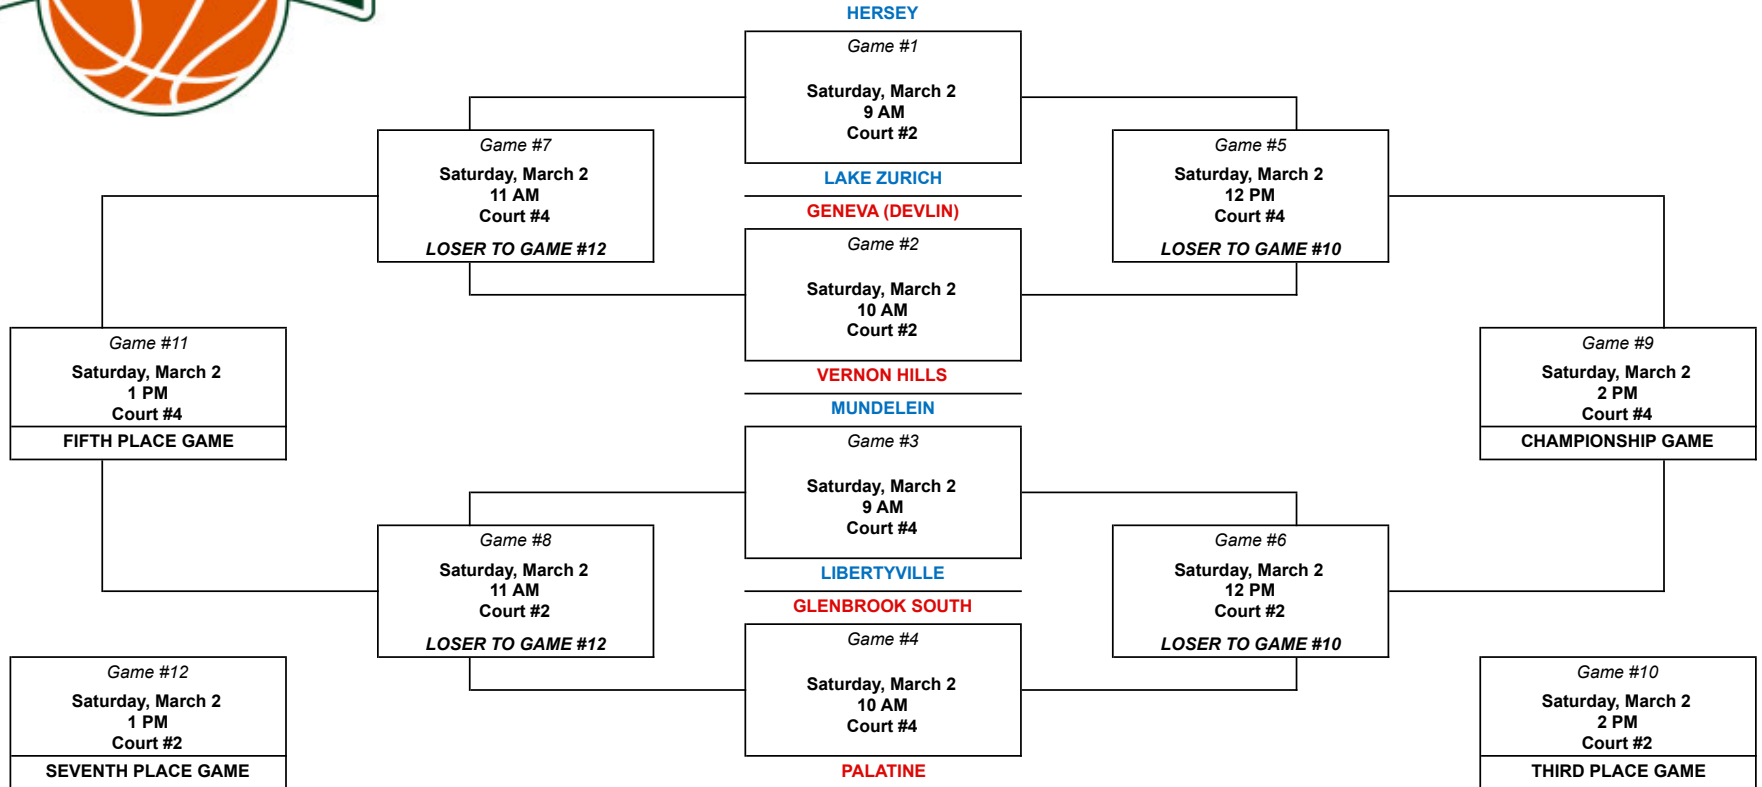 HERSEY
Game #1
Saturday, March 2
9 AM
Court #2
LAKE ZURICH
Game #7
Saturday, March 2
11 AM
Court #4
LOSER TO GAME #12
Game #5
Saturday, March 2
12 PM
Court #4
LOSER TO GAME #10
GENEVA (DEVLIN)
Game #2
Saturday, March 2
10 AM
Court #2
VERNON HILLS
Game #11
Saturday, March 2
1 PM
Court #4
FIFTH PLACE GAME
Game #9
Saturday, March 2
2 PM
Court #4
CHAMPIONSHIP GAME
MUNDELEIN
Game #3
Saturday, March 2
9 AM
Court #4
LIBERTYVILLE
Game #8
Saturday, March 2
11 AM
Court #2
LOSER TO GAME #12
Game #6
Saturday, March 2
12 PM
Court #2
LOSER TO GAME #10
GLENBROOK SOUTH
Game #4
Saturday, March 2
10 AM
Court #4
PALATINE
Game #12
Saturday, March 2
1 PM
Court #2
SEVENTH PLACE GAME
Game #10
Saturday, March 2
2 PM
Court #2
THIRD PLACE GAME